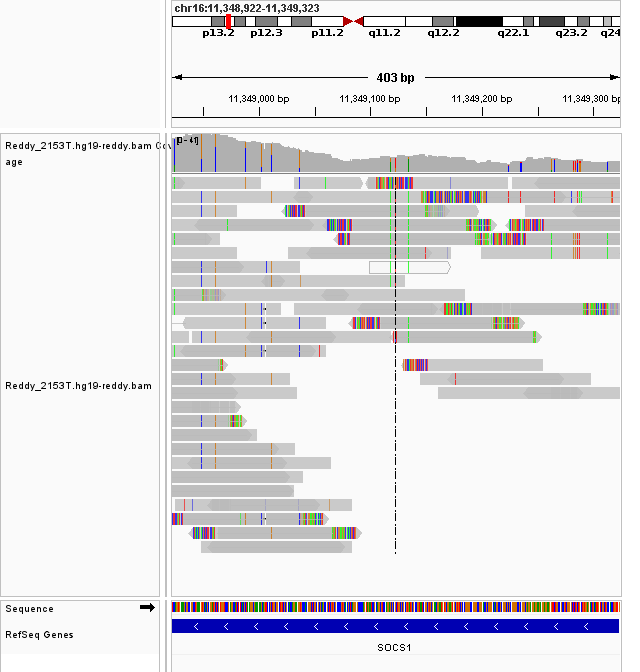 chr16:11,348,922-11,349,323
p13.2 p12.3 p11.2 q11.2 q12.2 q22.1 q23.2 q24
403 bp
11,349,000 bp 11,349,100 bp 11,349,200 bp 11,349,300 bp
[0 - 41]
Reddy_2153T.hg19-reddy.bam Cov
age
Reddy_2153T.hg19-reddy.bam
Sequence
RefSeq Genes
SOCS1